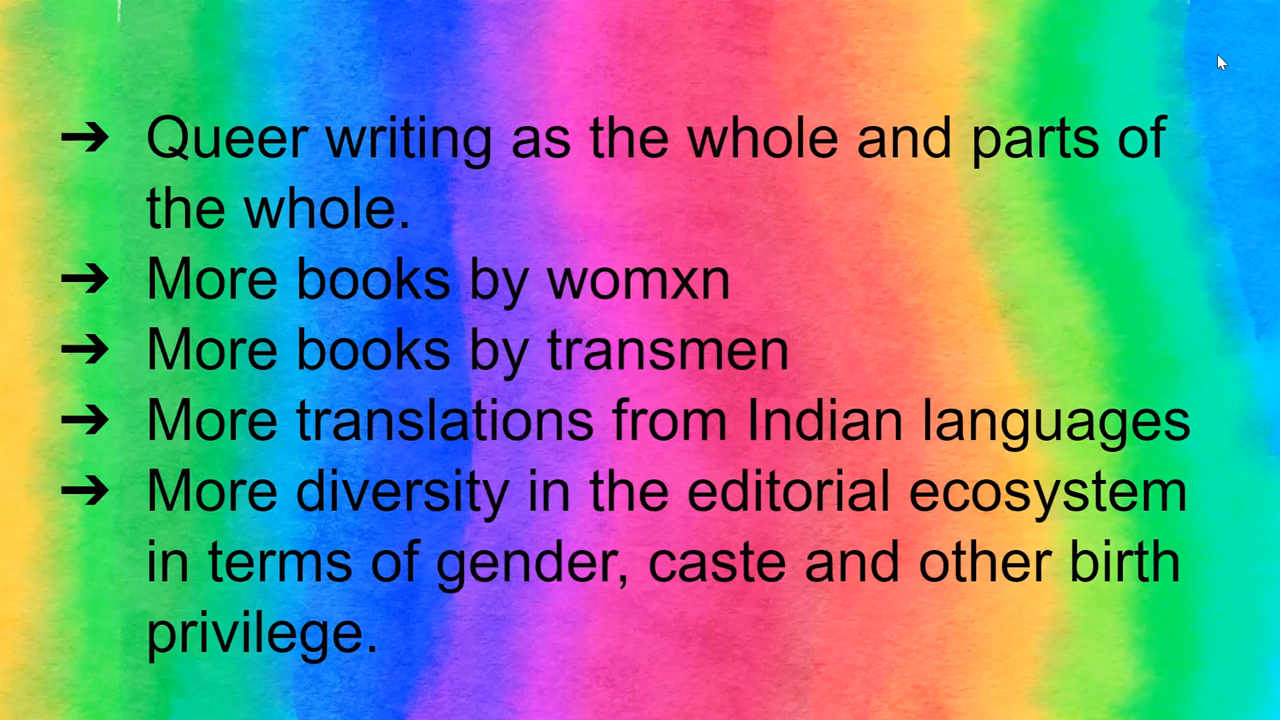 ➔ Queer writing as the whole and parts of
the whole.
➔ More books by womxn
➔ More books by transmen
➔ More translations from Indian languages
➔ More diversity in the editorial ecosystem
in terms of gender, caste and other birth
privilege.